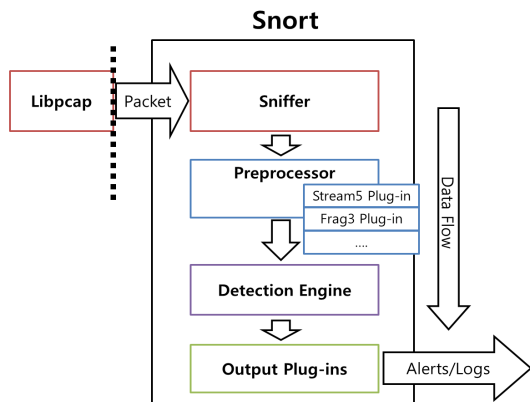 Snort
Libpcap
Packet
Sniffer
Preprocessor
Stream5 Plug-in
Frag3 Plug-in
....
Data Flow
Detection Engine
Output Plug-ins
Alerts/Logs